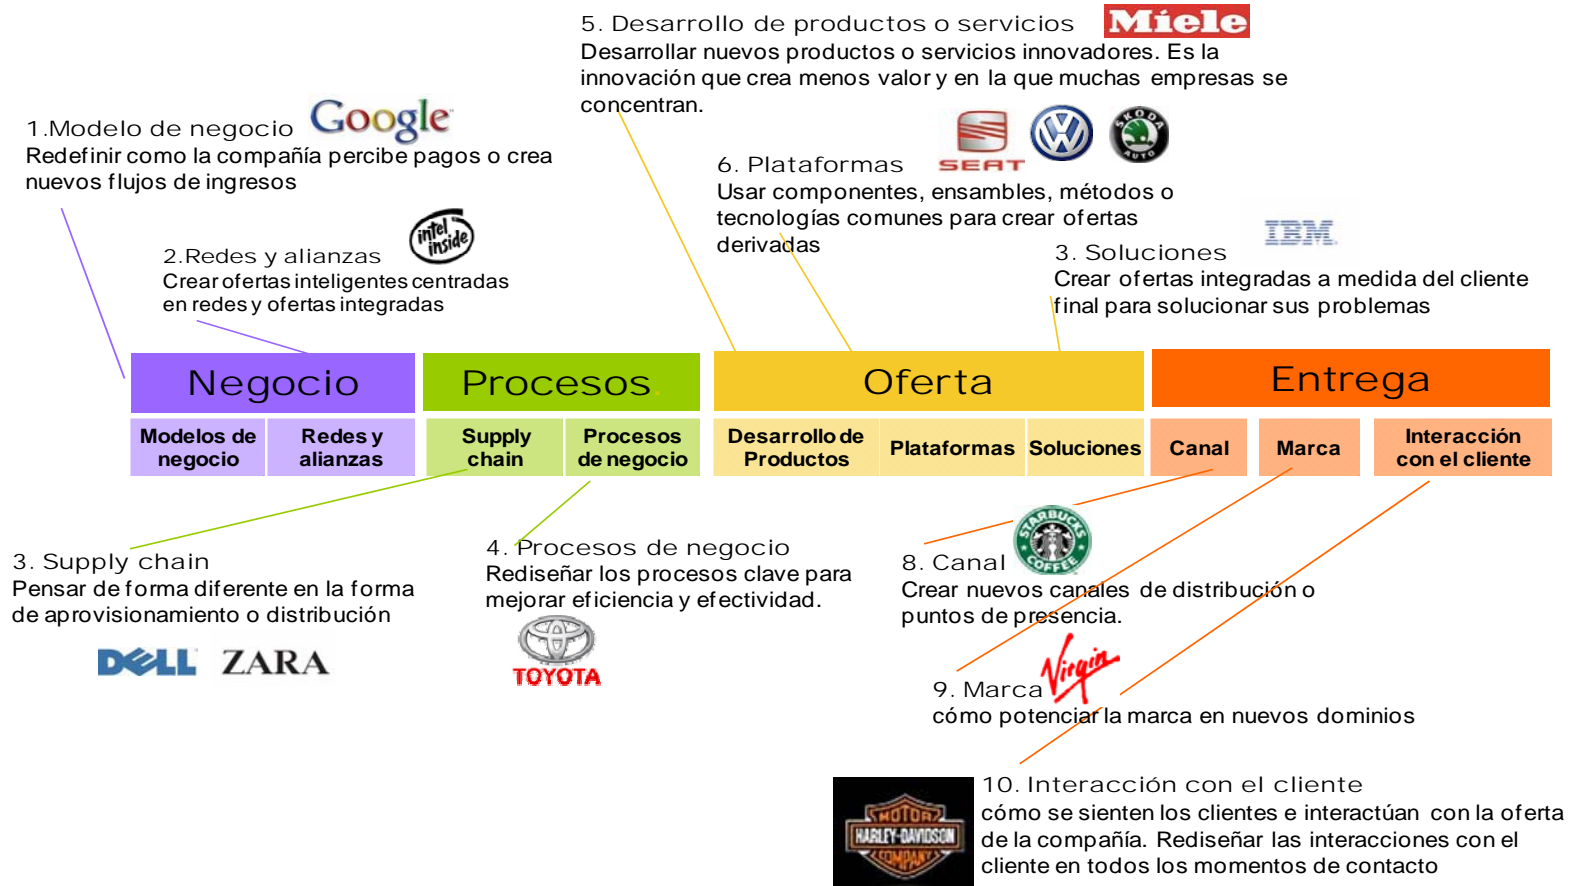 5. Desarrollo de productos o servicios
Miele
Desarrollar nuevos productos o servicios innovadores. Es la
innovación que crea menos valor y en la que muchas empresas se
concentran.
1.Modelo de negocio
Google
Redefinir como la compañía percibe pagos o crea
nuevos flujos de ingresos
6. Plataformas
SEAT
VW
SKODA
AUTO
Usar componentes, ensambles, métodos o
tecnologías comunes para crear ofertas
derivadas
2.Redes y alianzas
intel
inside
Crear ofertas inteligentes centradas
en redes y ofertas integradas
3. Soluciones
IBM
Crear ofertas integradas a medida del cliente
final para solucionar sus problemas
Negocio
Procesos.
Oferta
Entrega
Modelos de
negocio
Redes y
alianzas
Supply
chain
Procesos
de negocio
Desarrollo de
Productos
Plataformas
Soluciones
Canal
Marca
Interacción
con el cliente
3. Supply chain
Pensar de forma diferente en la forma
de aprovisionamiento o distribución
DELL
ZARA
4. Procesos de negocio
Rediseñar los procesos clave para
mejorar eficiencia y efectividad.
TOYOTA
8. Canal
STARBUCKS
COFFEE
Crear nuevos canales de distribución o
puntos de presencia.
9. Marca
Virgin
cómo potenciar la marca en nuevos dominios
10. Interacción con el cliente
MOTOR
HARLEY-DAVIDSON
COMPANY
cómo se sienten los clientes e interactúan con la oferta
de la compañía. Rediseñar las interacciones con el
cliente en todos los momentos de contacto